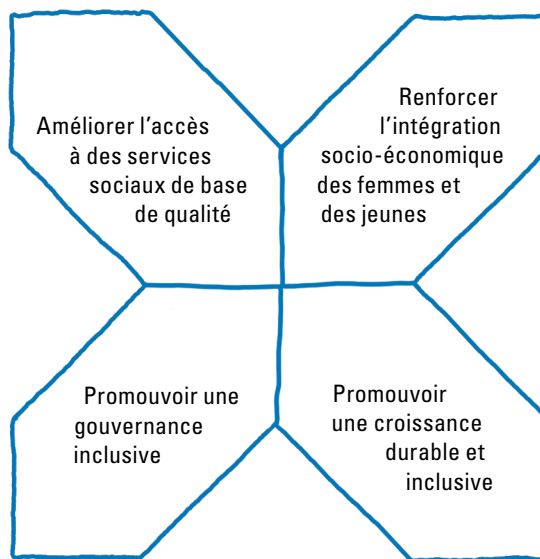 Améliorer l'accès
à des services
sociaux de base
de qualité
Renforcer
l'intégration
socio-économique
des femmes et
des jeunes
Promouvoir une
gouvernance
inclusive
Promouvoir
une croissance
durable et
inclusive